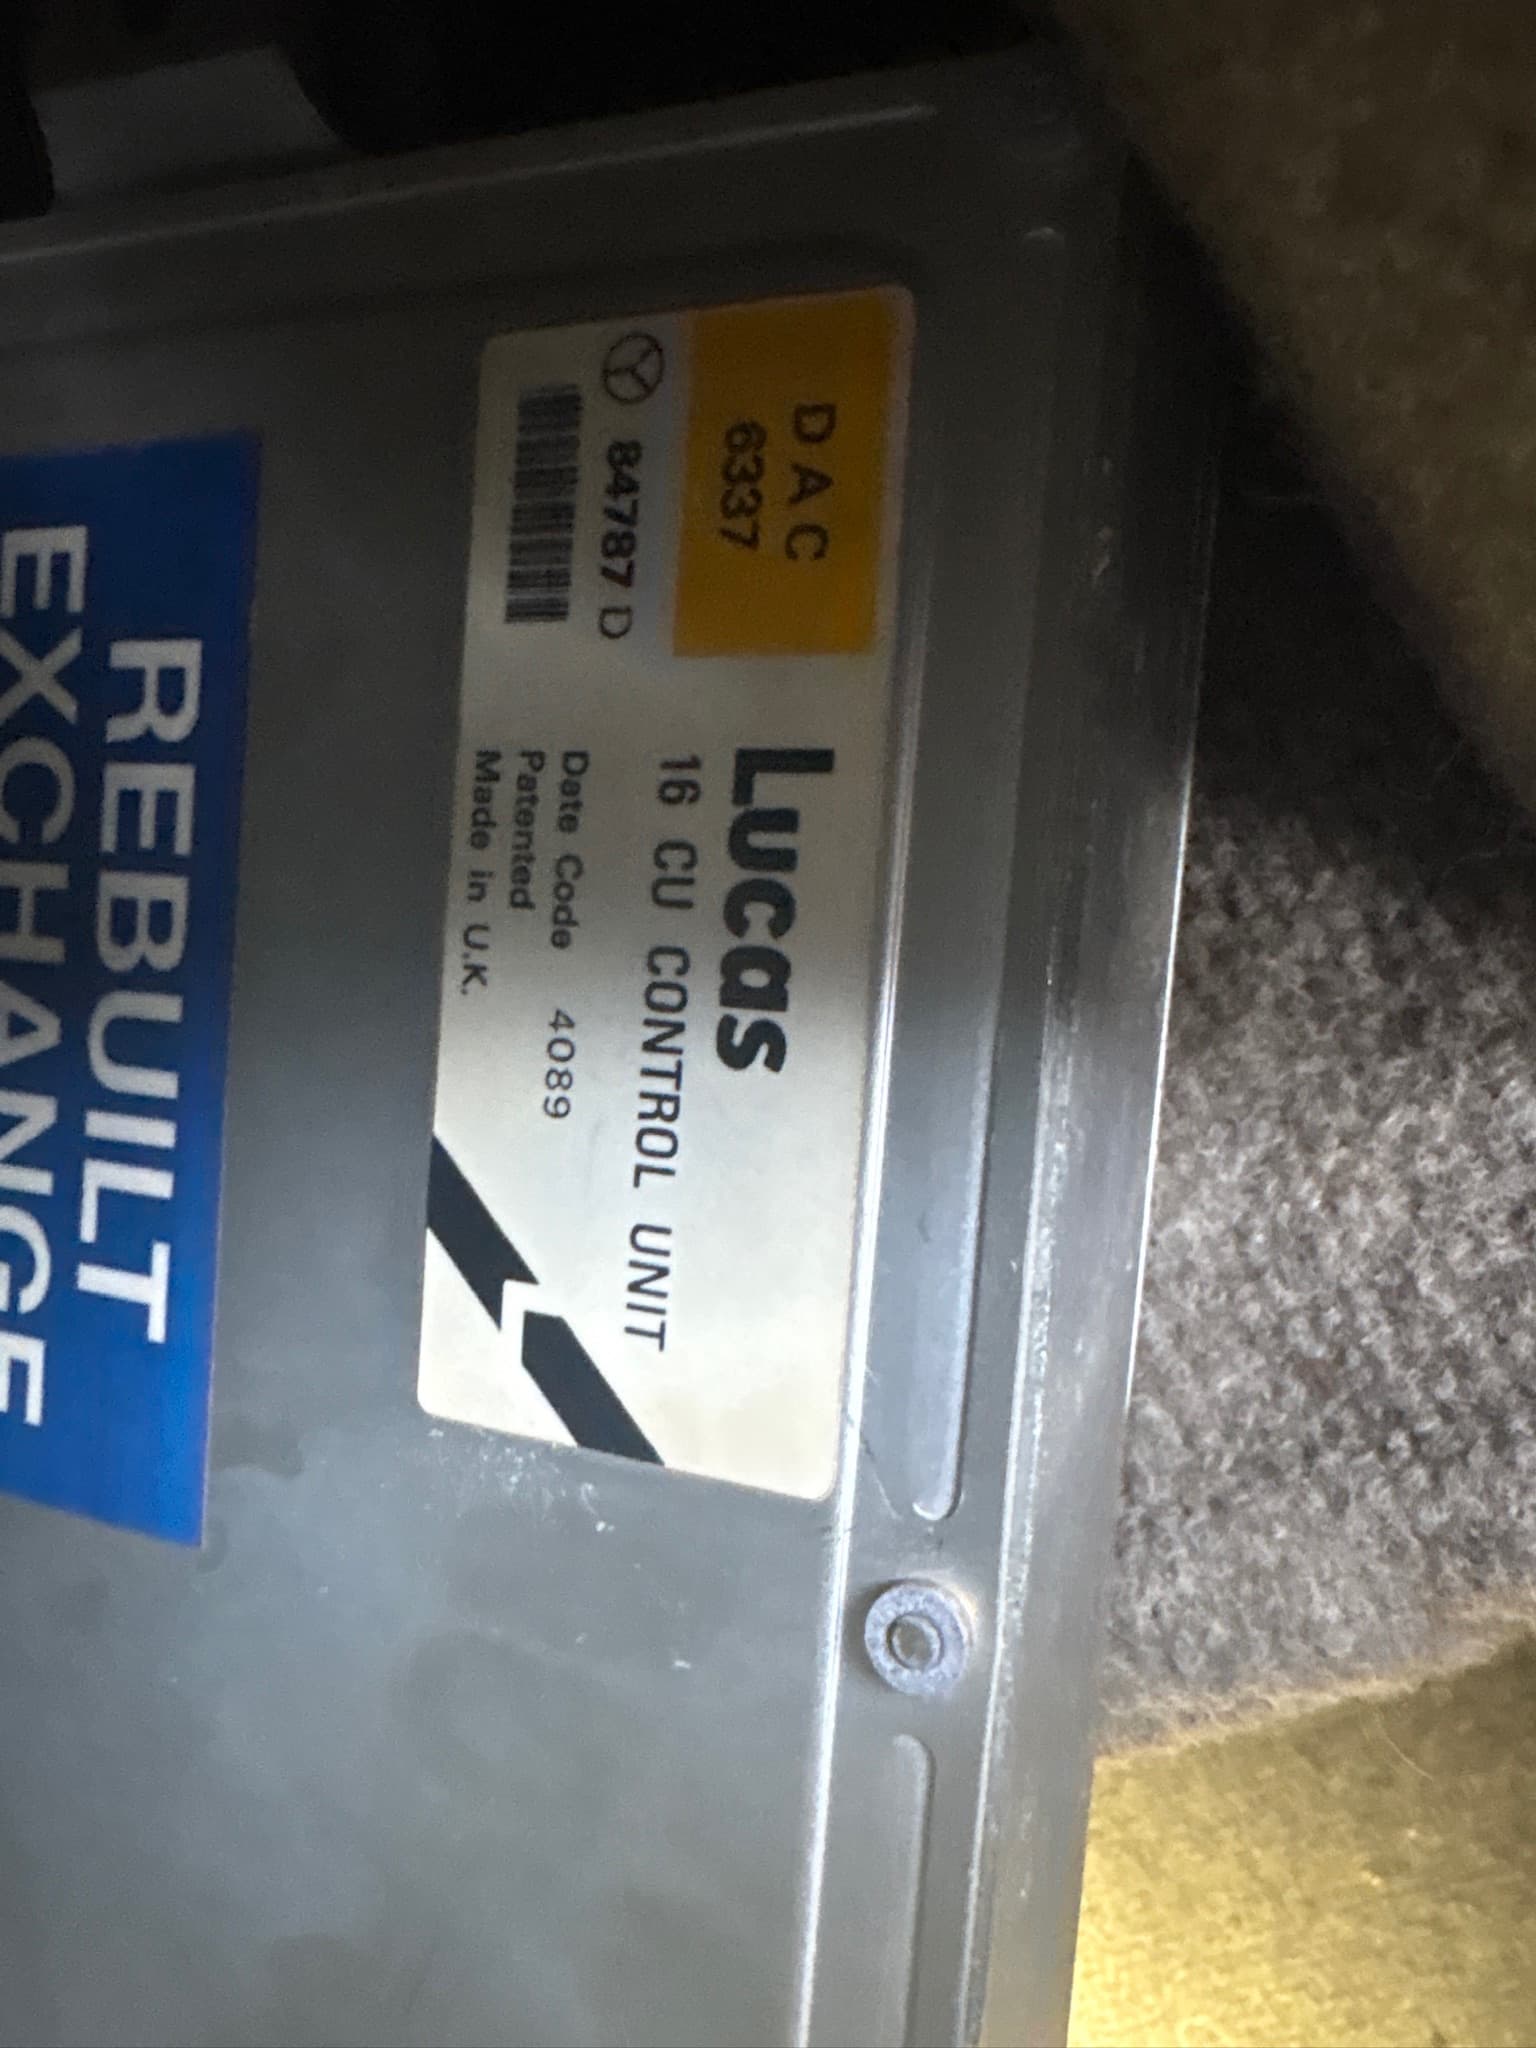 DAC
6337
84787 D
Lucas
16 CU CONTROL UNIT
Date Code 4089
Patented
Made in U.K.
REBUILT
EXCHANGE